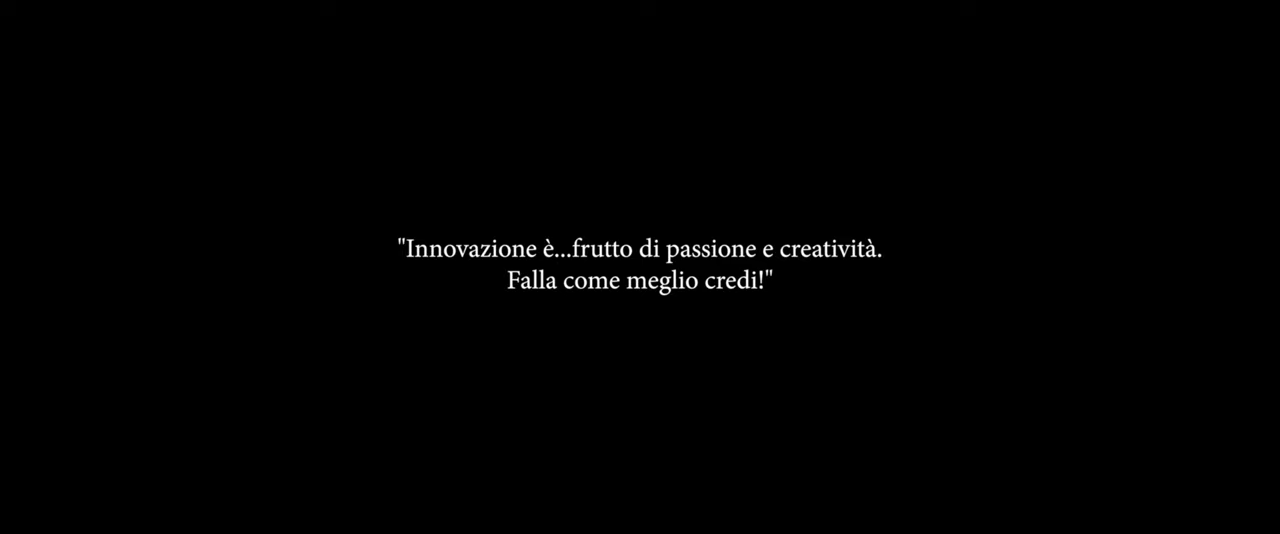 "Innovazione è...frutto di passione e creatività.
Falla come meglio credi!"